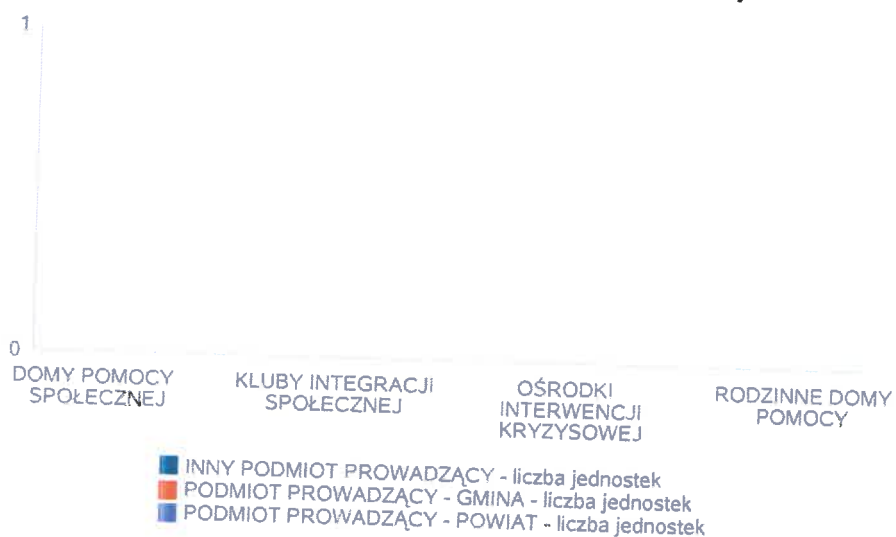 1
0
DOMY POMOCY
SPOŁECZNEJ
KLUBY INTEGRACJI
SPOŁECZNEJ
OŚRODKI
INTERWENCJI
KRYZYSOWEJ
RODZINNE DOMY
POMOCY
INNY PODMIOT PROWADZĄCY - liczba jednostek
PODMIOT PROWADZĄCY - GMINA - liczba jednostek
PODMIOT PROWADZĄCY - POWIAT - liczba jednostek